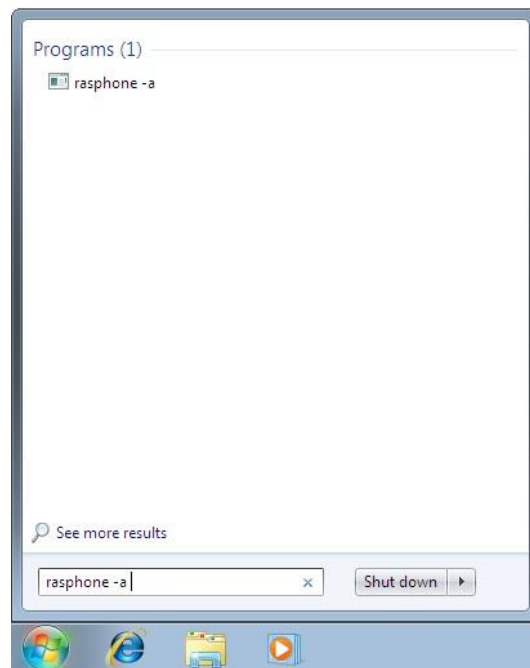 Programs (1)
rasphone -a
See more results
rasphone -a
Shut down